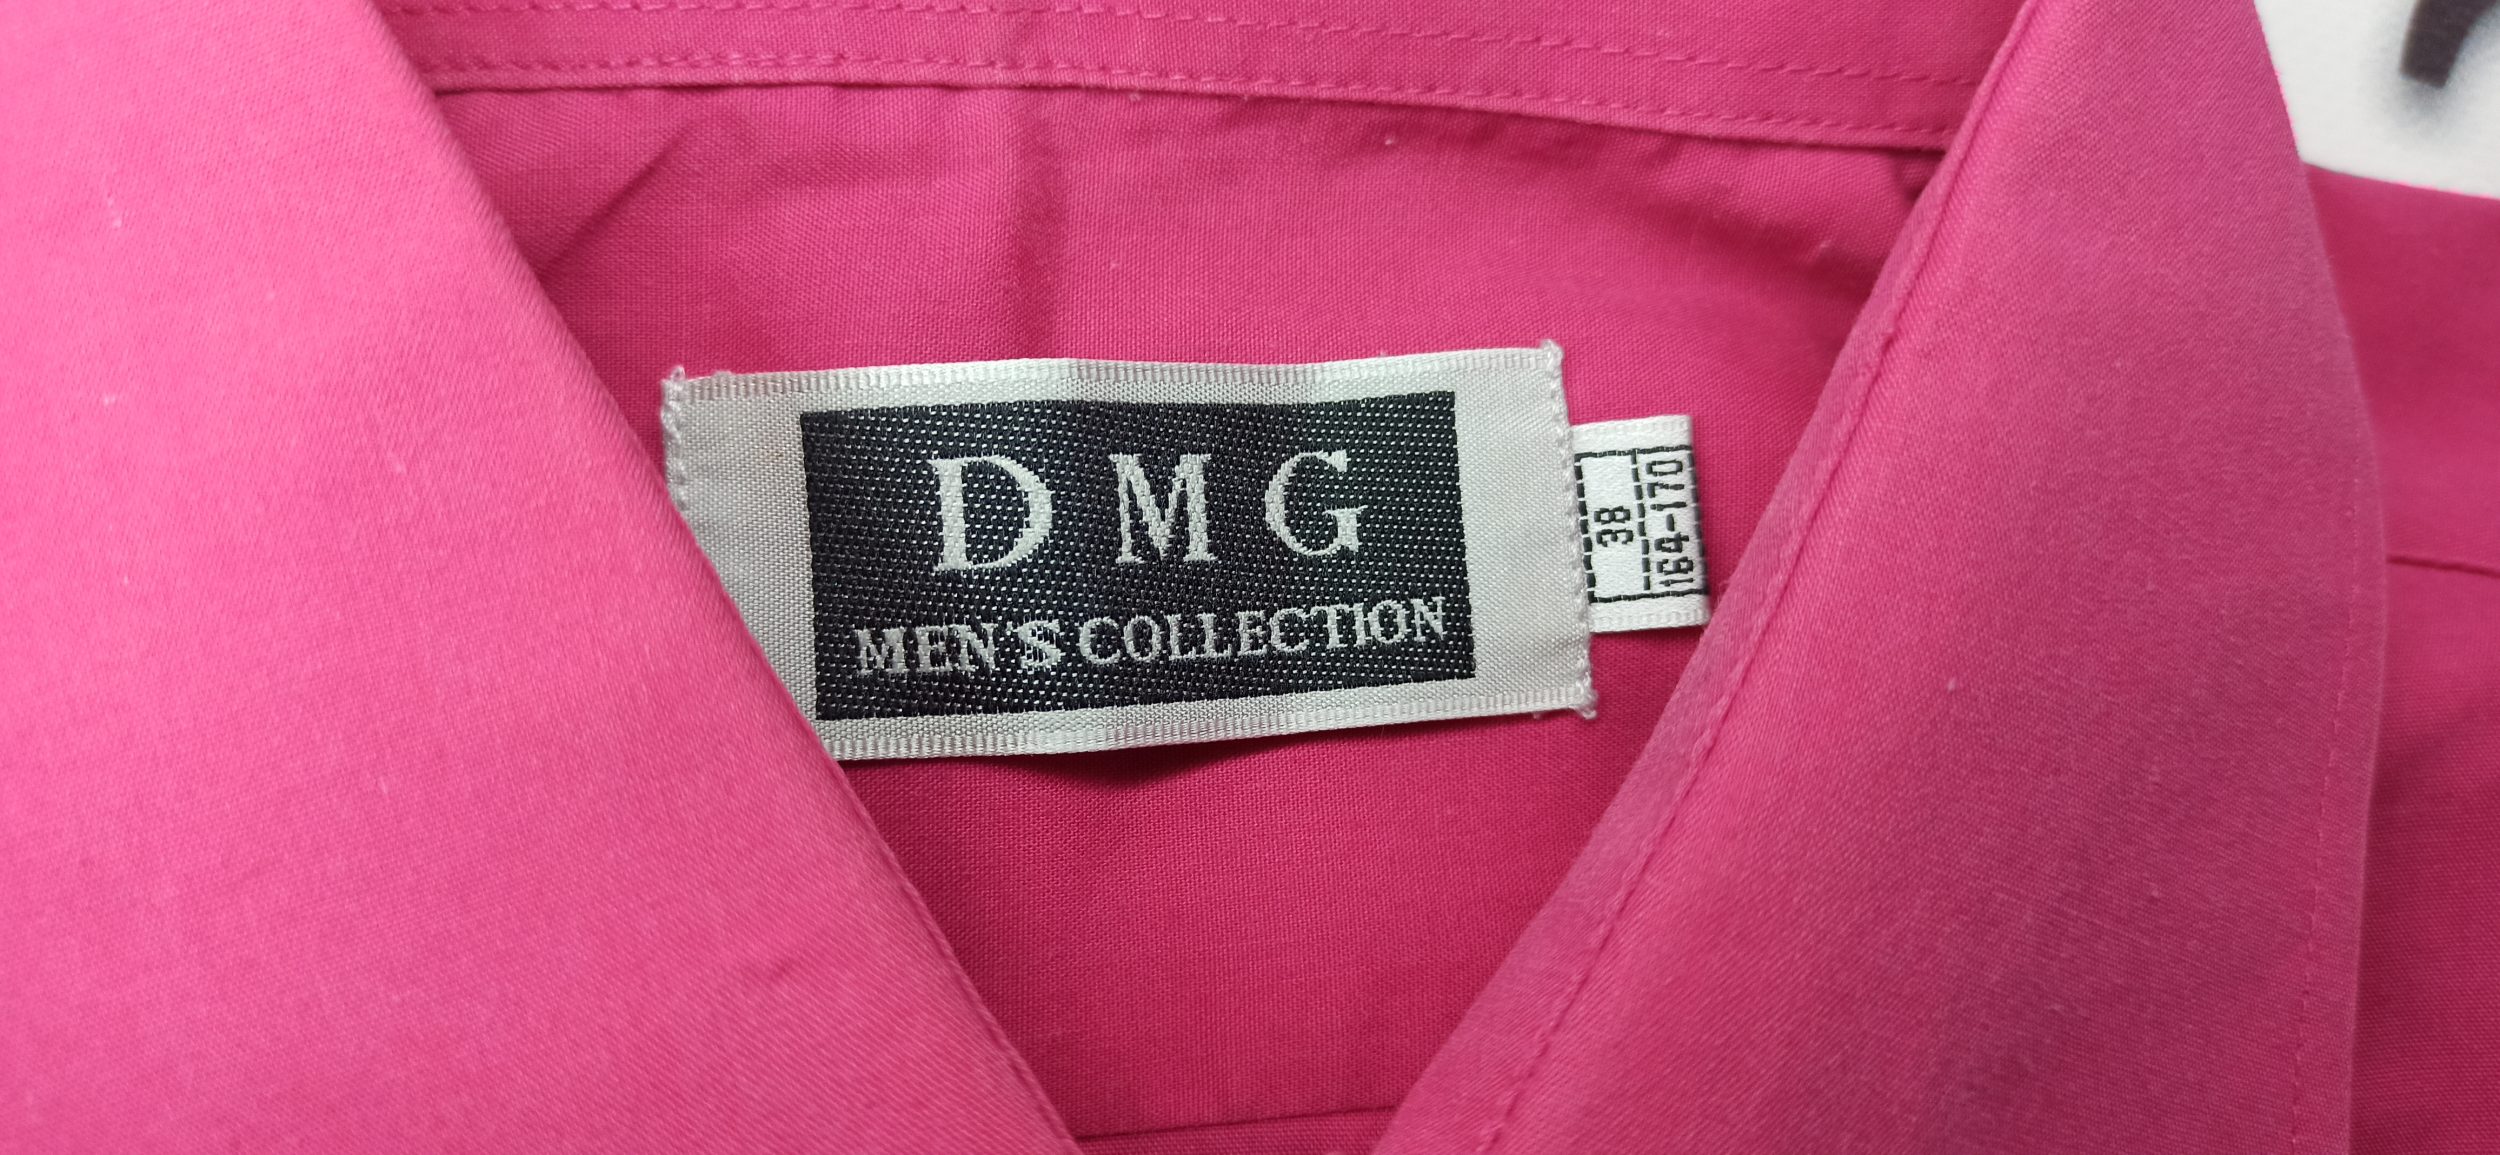 DMG
MEN'S COLLECTION
38
164-170